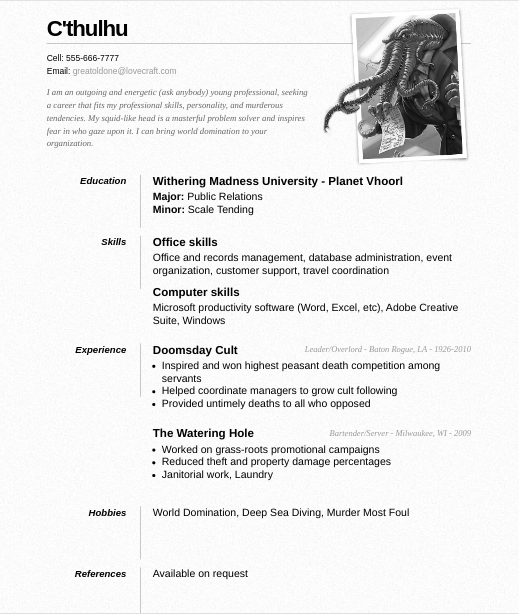 C'thulhu
Cell: 555-666-7777
Email: greatoldone@lovecraft.com
I am an outgoing and energetic (ask anybody) young professional, seeking
a career that fits my professional skills, personality, and murderous
tendencies. My squid-like head is a masterful problem solver and inspires
fear in who gaze upon it. I can bring world domination to your
organization.
Education
Withering Madness University - Planet Vhoorl
Major: Public Relations
Minor: Scale Tending
Skills
Office skills
Office and records management, database administration, event
organization, customer support, travel coordination
Computer skills
Microsoft productivity software (Word, Excel, etc), Adobe Creative
Suite, Windows
Experience
Doomsday Cult Leader/Overlord - Baton Rogue, LA - 1926-2010
• Inspired and won highest peasant death competition among
servants
• Helped coordinate managers to grow cult following
• Provided untimely deaths to all who opposed
The Watering Hole Bartender/Server - Milwaukee, WI - 2009
• Worked on grass-roots promotional campaigns
• Reduced theft and property damage percentages
• Janitorial work, Laundry
Hobbies
World Domination, Deep Sea Diving, Murder Most Foul
References
Available on request